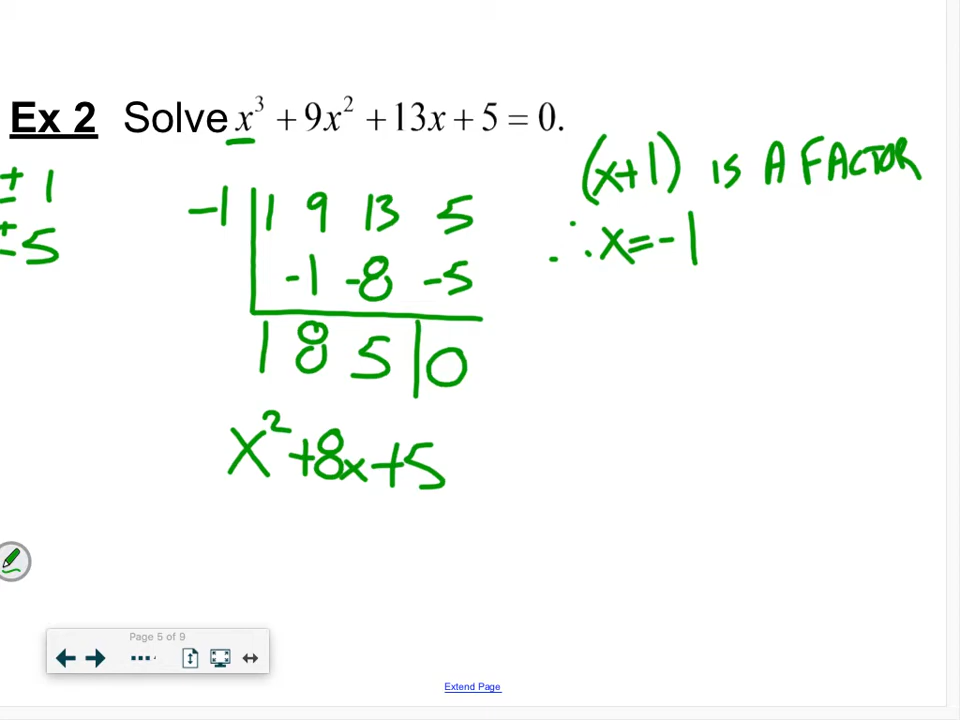 Ex 2 Solve x³ + 9x² + 13x + 5 = 0.
± 1
± 5
-1 | 1 9 13 5
-1 -8 -5
1 8 5 | 0
x² + 8x + 5
(x+1) IS A FACTOR
∴ x = -1
Page 5 of 9
Extend Page